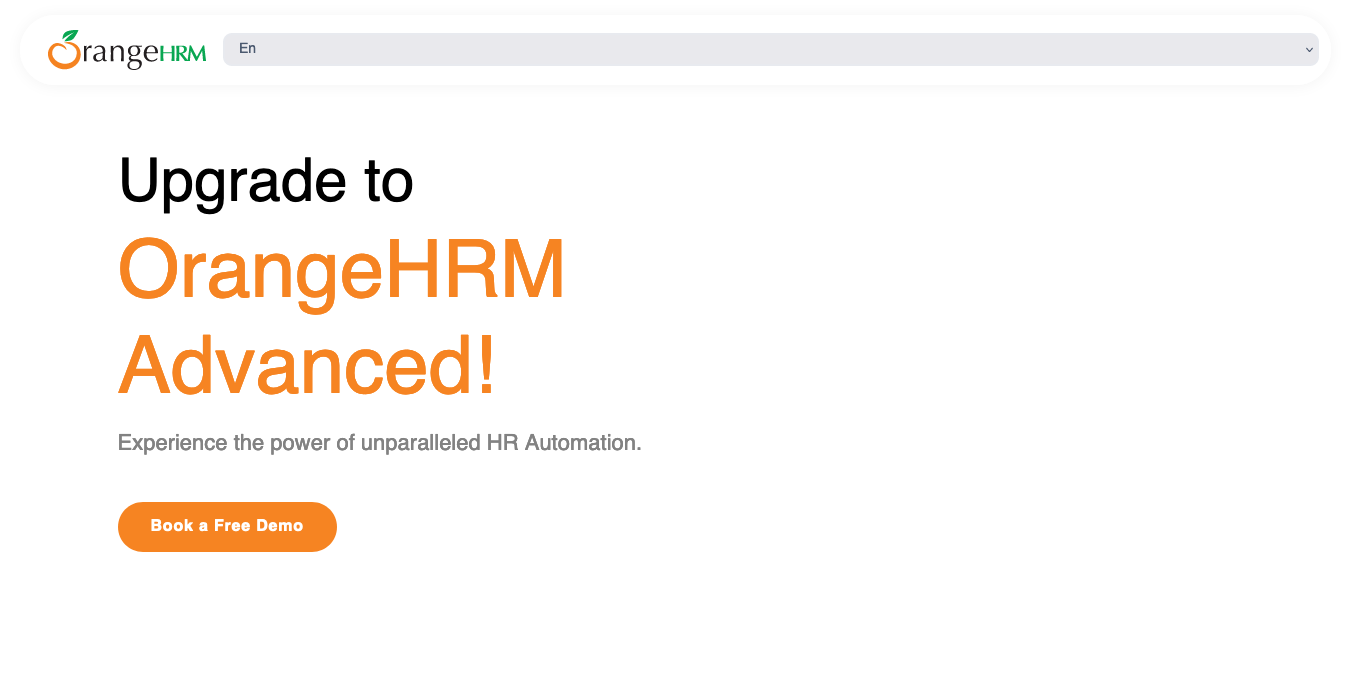 OrangeHRM
En
Upgrade to
OrangeHRM
Advanced!
Experience the power of unparalleled HR Automation.
Book a Free Demo